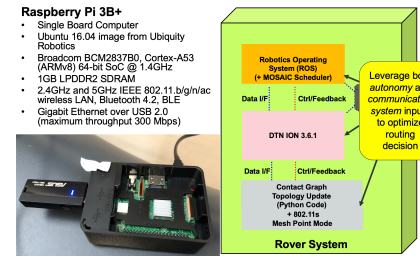 Raspberry Pi 3B+
• Single Board Computer
• Ubuntu 16.04 image from Ubiquity
Robotics
• Broadcom BCM2837B0, Cortex-A53
(ARMv8) 64-bit SoC @ 1.4GHz
• 1GB LPDDR2 SDRAM
• 2.4GHz and 5GHz IEEE 802.11.b/g/n/ac
wireless LAN, Bluetooth 4.2, BLE
• Gigabit Ethernet over USB 2.0
(maximum throughput 300 Mbps)
ASUS
Robotics Operating
System (ROS)
(+ MOSAIC Scheduler)
Data I/F Ctrl/Feedback
DTN ION 3.6.1
Data I/F Ctrl/Feedback
Contact Graph
Topology Update
(Python Code)
+ 802.11s
Mesh Point Mode
Rover System
Leverage bo
autonomy a
communicat
system inpu
to optimize
routing
decision